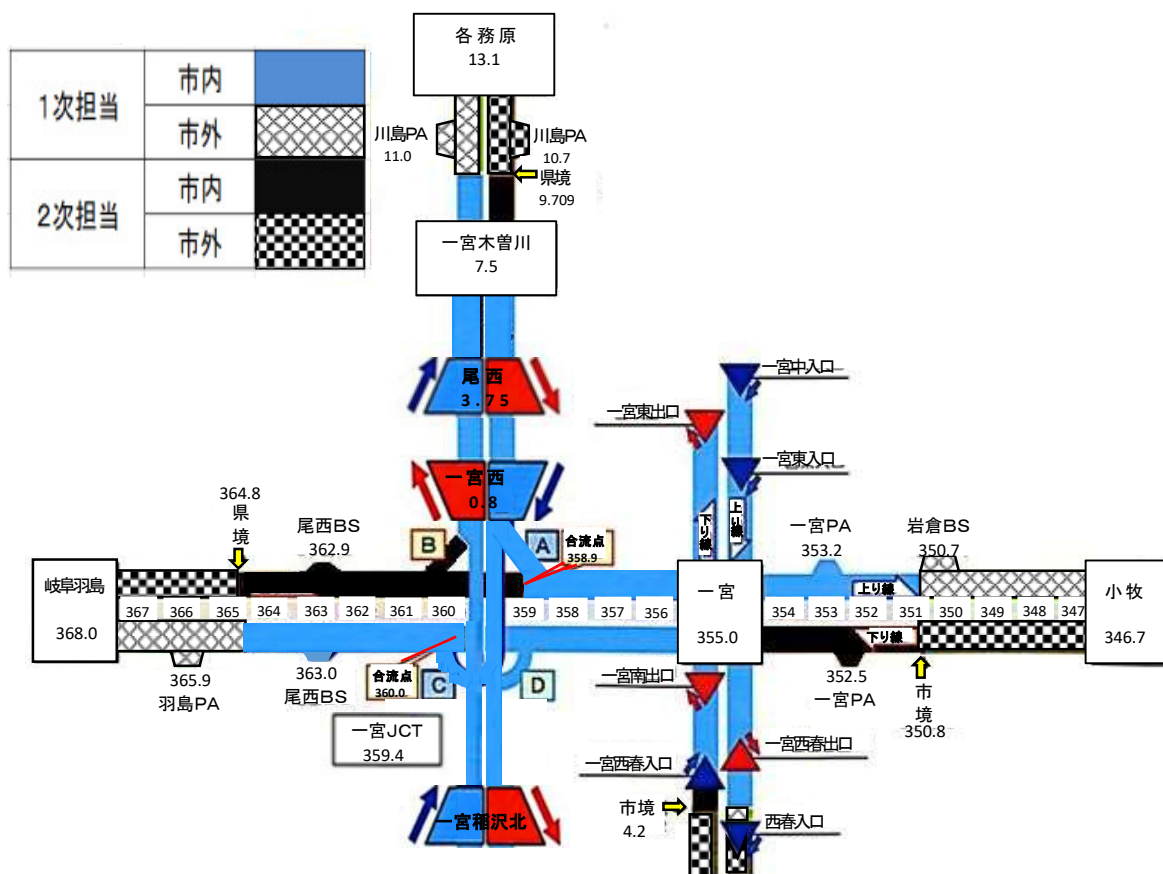 1次担当
市内
市外
2次担当
市内
市外
各務原
13.1
川島PA
11.0
川島PA
10.7
県境
9.709
一宮木曽川
7.5
尾西
3.75
一宮西
0.8
一宮中入口
一宮東出口
一宮東入口
下り線
上り線
364.8
県境
尾西BS
362.9
B
A
合流点
358.9
一宮PA
353.2
岩倉BS
350.7
岐阜羽島
368.0
367 366 365 364 363 362 361 360 359 358 357 356
一宮
355.0
上り線
354 353 352 351 350 349 348 347
下り線
小牧
346.7
365.9
羽島PA
363.0
尾西BS
合流点
360.0
C
D
一宮JCT
359.4
一宮南出口
352.5
一宮PA
市境
350.8
一宮西春出口
一宮西春入口
市境
4.2
西春入口
一宮稲沢北